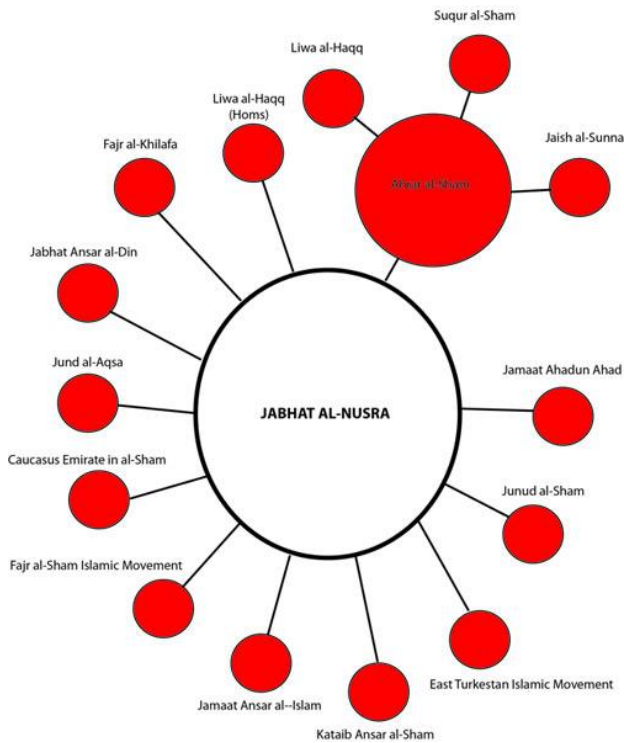 Suqur al-Sham
Liwa al-Haqq
Liwa al-Haqq
(Homs)
Jaish al-Sunna
Fajr al-Khilafa
Ahrar al-Sham
Jabhat Ansar al-Din
Jund al-Aqsa
Jamaat Ahadun Ahad
JABHAT AL-NUSRA
Caucasus Emirate in al-Sham
Junud al-Sham
Fajr al-Sham Islamic Movement
East Turkestan Islamic Movement
Jamaat Ansar al--Islam
Kataib Ansar al-Sham